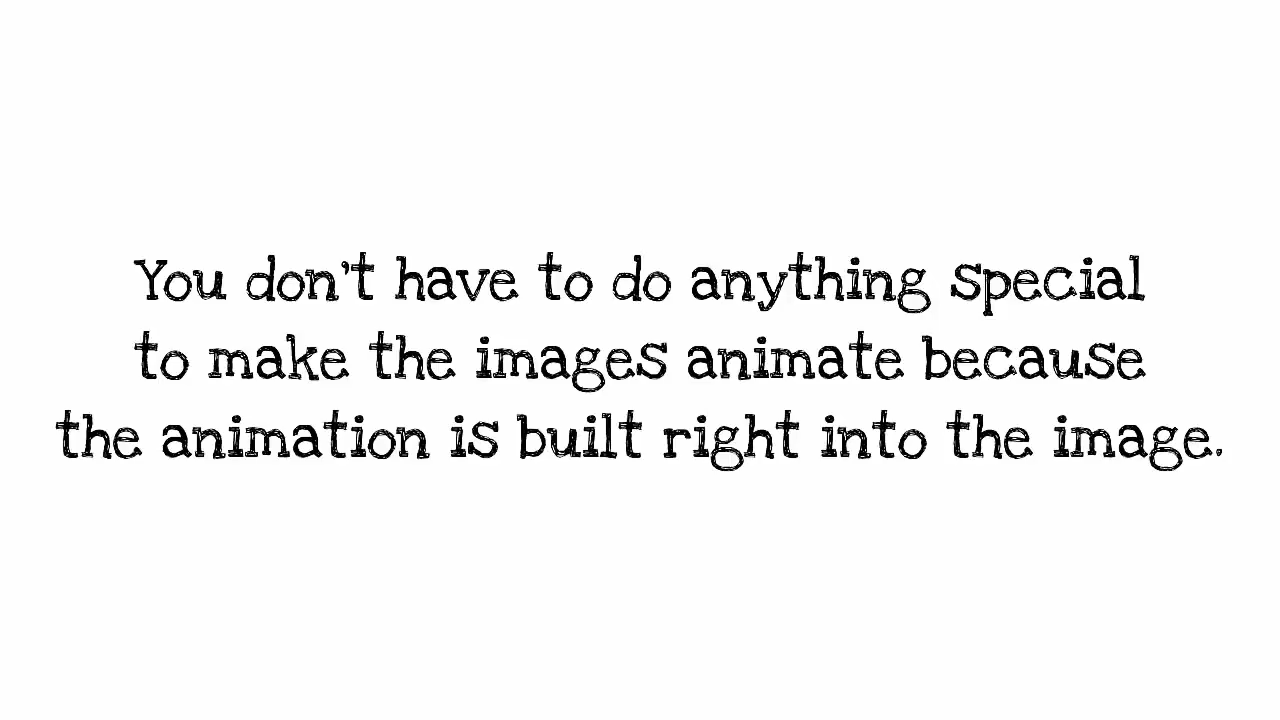 You don't have to do anything special
to make the images animate because
the animation is built right into the image.